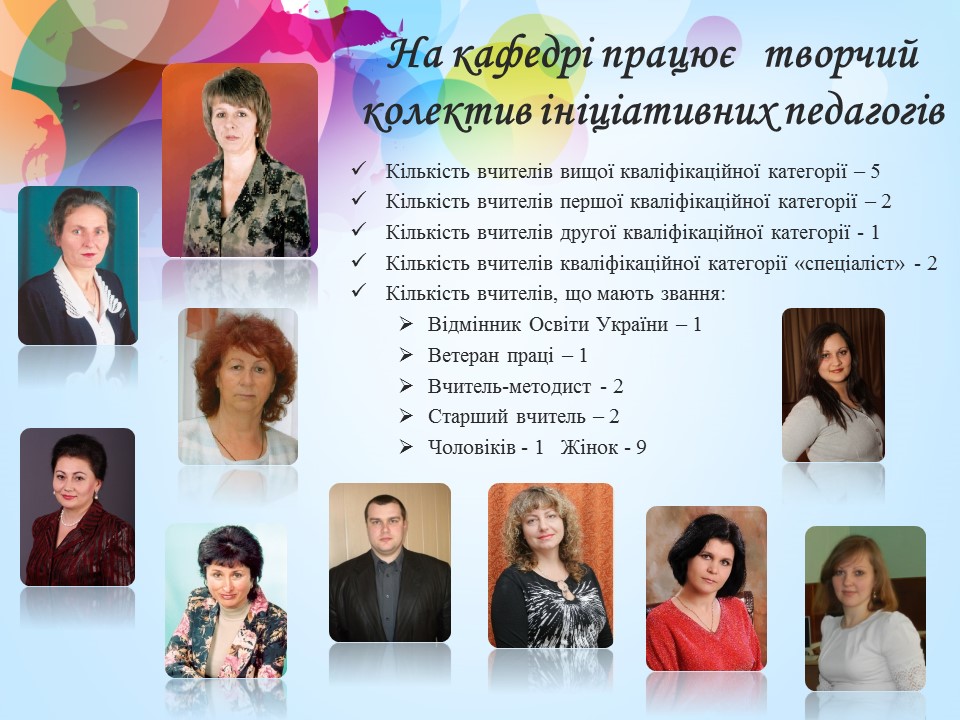 На кафедрі працює творчий
колектив ініціативних педагогів
Кількість вчителів вищої кваліфікаційної категорії – 5
Кількість вчителів першої кваліфікаційної категорії – 2
Кількість вчителів другої кваліфікаційної категорії - 1
Кількість вчителів кваліфікаційної категорії «спеціаліст» - 2
Кількість вчителів, що мають звання:
Відмінник Освіти України – 1
Ветеран праці – 1
Вчитель-методист - 2
Старший вчитель – 2
Чоловіків - 1 Жінок - 9